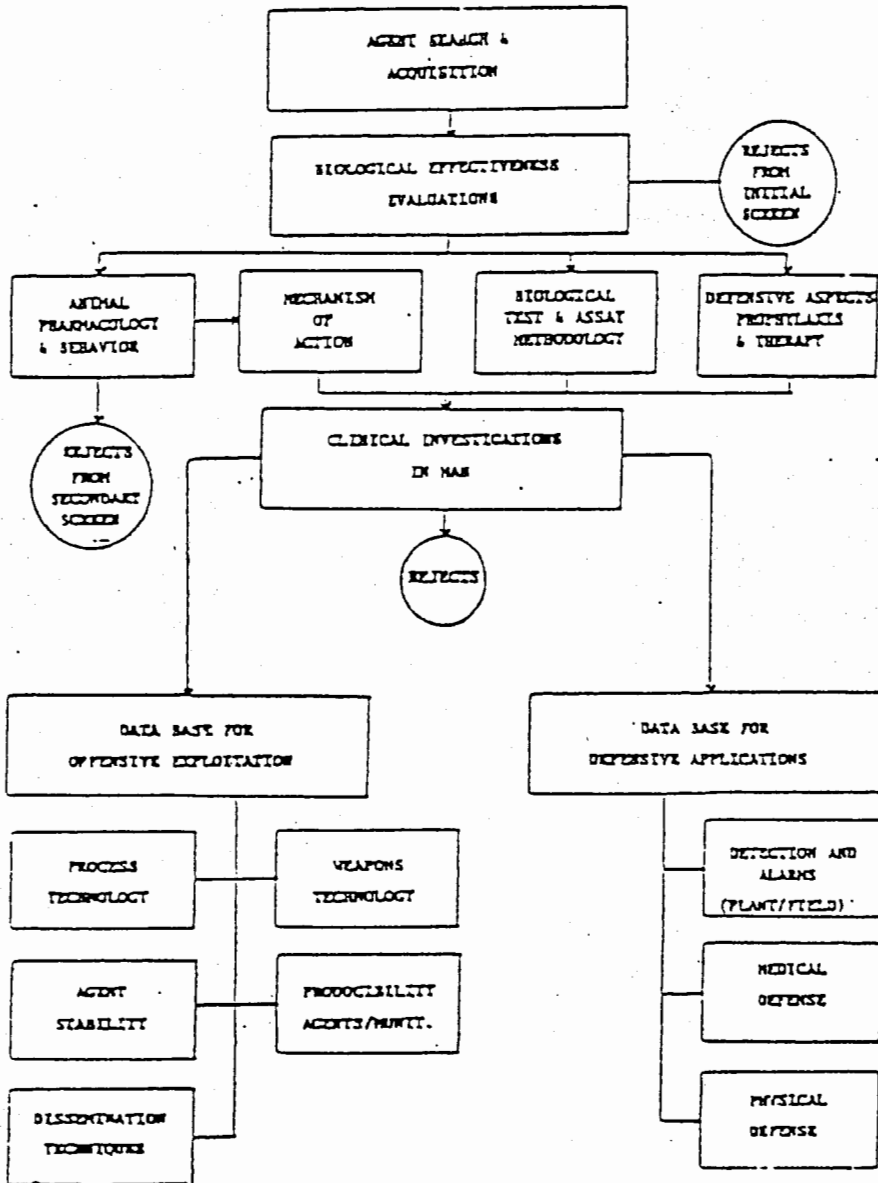 AGENT SEARCH &
ACQUISITION
BIOLOGICAL EFFECTIVENESS
EVALUATIONS
REJECTS
FROM
INITIAL
SCREEN
ANIMAL
PHARMACOLOGY
& BEHAVIOR
MECHANISM
OF
ACTION
BIOLOGICAL
TEST & ASSAY
METHODOLOGY
DEFENSIVE ASPECTS
PROPHYLAXIS
& THERAPY
REJECTS
FROM
SECONDARY
SCREEN
CLINICAL INVESTIGATIONS
IN MAN
REJECTS
DATA BASE FOR
OFFENSIVE EXPLOITATION
DATA BASE FOR
DEFENSIVE APPLICATIONS
PROCESS
TECHNOLOGY
WEAPONS
TECHNOLOGY
DETECTION AND
ALARMS
(PLANT/FIELD)
AGENT
STABILITY
PRODUCIBILITY
AGENTS/MUNIT.
MEDICAL
DEFENSE
DISSEMINATION
TECHNIQUES
PHYSICAL
DEFENSE